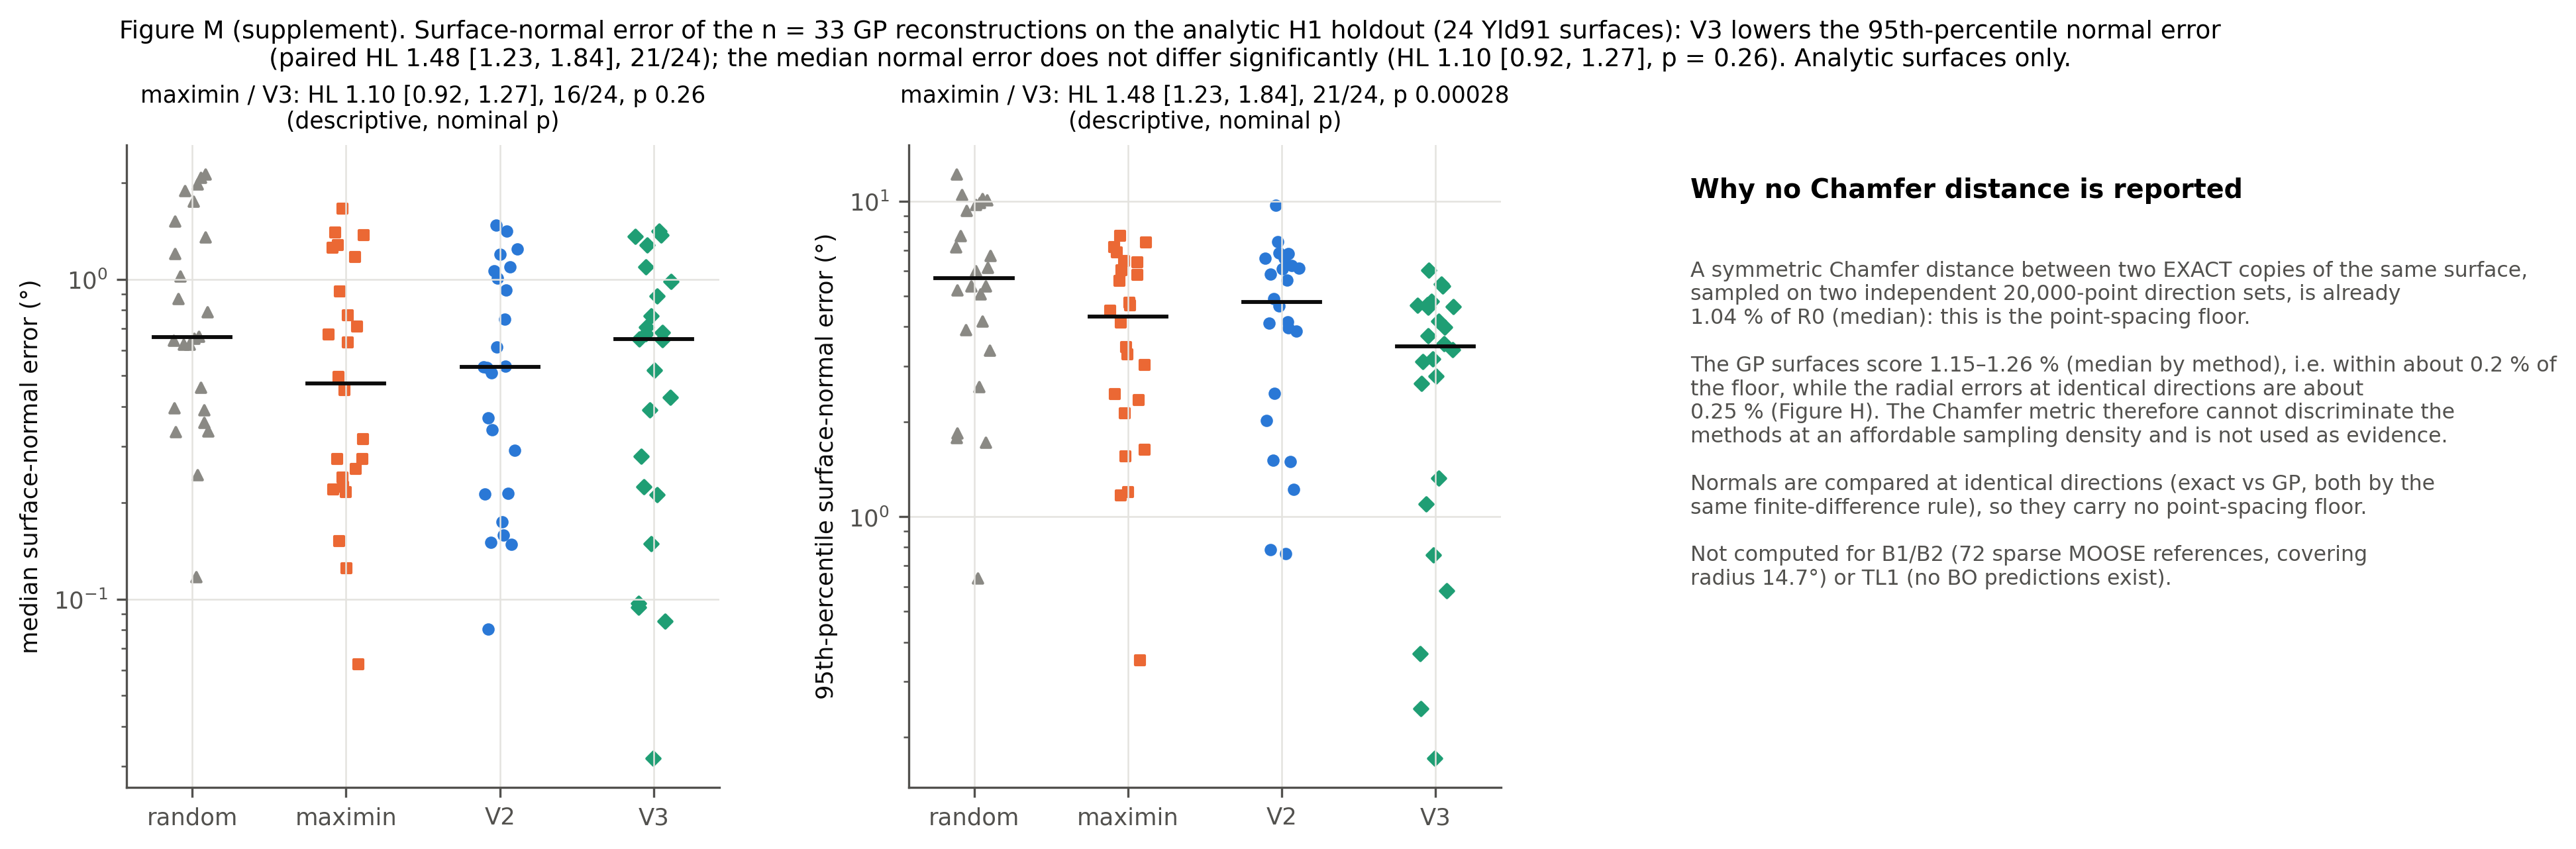 Figure M (supplement). Surface-normal error of the n = 33 GP reconstructions on the analytic H1 holdout (24 Yld91 surfaces): V3 lowers the 95th-percentile normal error
(paired HL 1.48 [1.23, 1.84], 21/24); the median normal error does not differ significantly (HL 1.10 [0.92, 1.27], p = 0.26). Analytic surfaces only.
maximin / V3: HL 1.10 [0.92, 1.27], 16/24, p 0.26
(descriptive, nominal p)
median surface-normal error (°)
10⁰
10⁻¹
random
maximin
V2
V3
maximin / V3: HL 1.48 [1.23, 1.84], 21/24, p 0.00028
(descriptive, nominal p)
95th-percentile surface-normal error (°)
10¹
10⁰
random
maximin
V2
V3
Why no Chamfer distance is reported
A symmetric Chamfer distance between two EXACT copies of the same surface,
sampled on two independent 20,000-point direction sets, is already
1.04 % of R0 (median): this is the point-spacing floor.
The GP surfaces score 1.15–1.26 % (median by method), i.e. within about 0.2 % of
the floor, while the radial errors at identical directions are about
0.25 % (Figure H). The Chamfer metric therefore cannot discriminate the
methods at an affordable sampling density and is not used as evidence.
Normals are compared at identical directions (exact vs GP, both by the
same finite-difference rule), so they carry no point-spacing floor.
Not computed for B1/B2 (72 sparse MOOSE references, covering
radius 14.7°) or TL1 (no BO predictions exist).